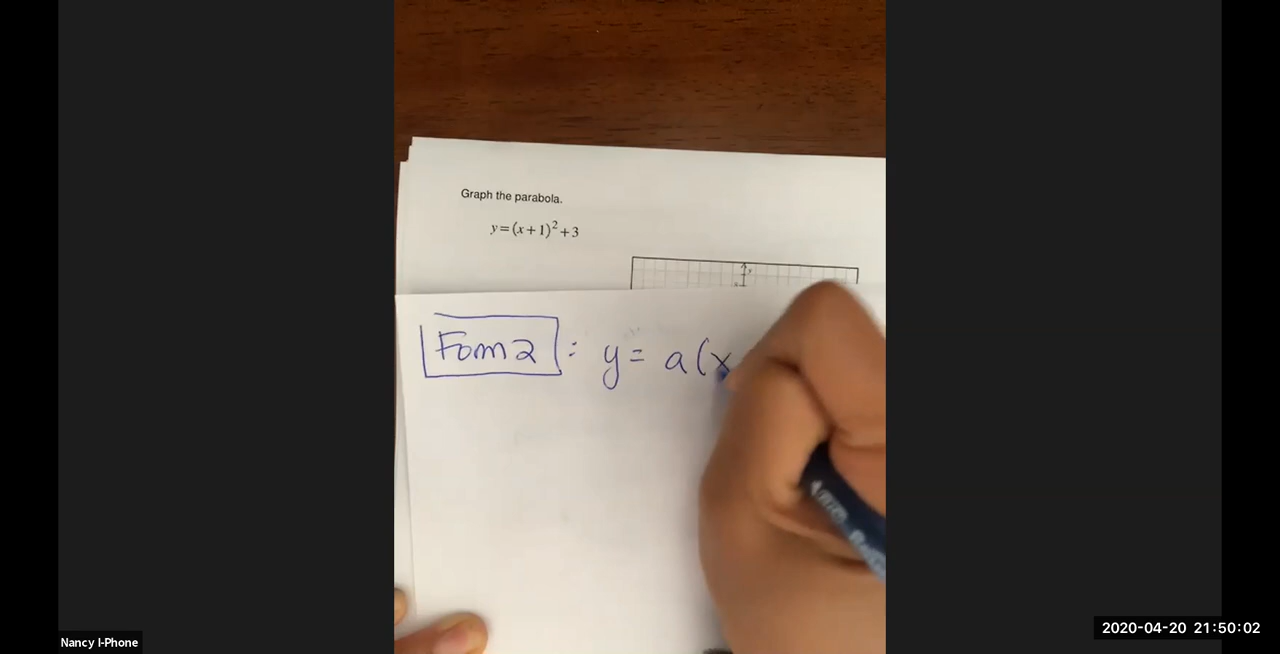 Graph the parabola.
y=(x+1)²+3
y
Form 2 : y= a(x
Nancy I-Phone
2020-04-20 21:50:02